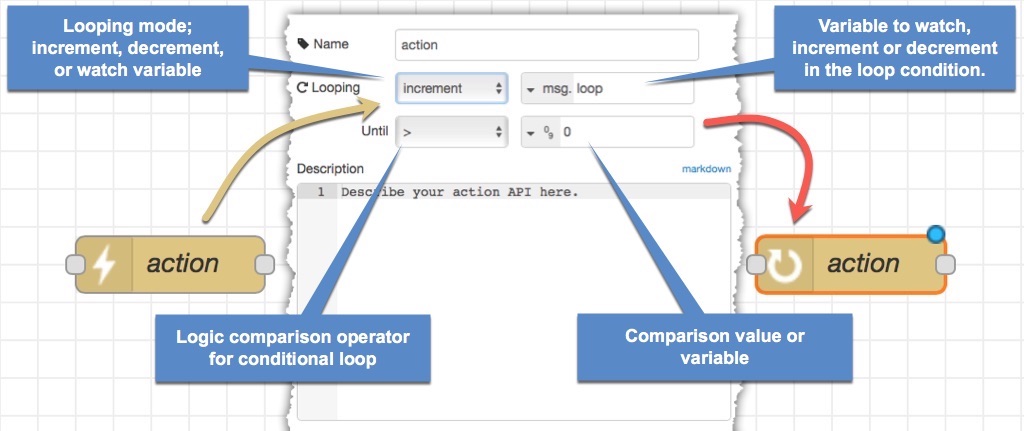 Looping mode;
increment, decrement,
or watch variable
Variable to watch,
increment or decrement
in the loop condition.
Name
action
Looping
increment
msg. loop
Until
>
0
9
0
Description
markdown
1 Describe your action API here.
action
action
Logic comparison operator
for conditional loop
Comparison value or
variable